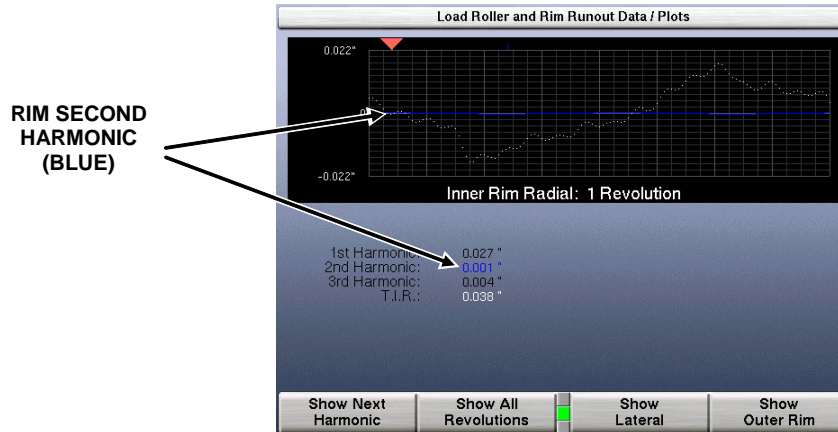 Load Roller and Rim Runout Data / Plots
0.022"
0
-0.022"
Inner Rim Radial: 1 Revolution
RIM SECOND
HARMONIC
(BLUE)
1st Harmonic: 0.027 "
2nd Harmonic: 0.001 "
3rd Harmonic: 0.004 "
T.I.R.: 0.038 "
Show Next
Harmonic
Show All
Revolutions
Show
Lateral
Show
Outer Rim